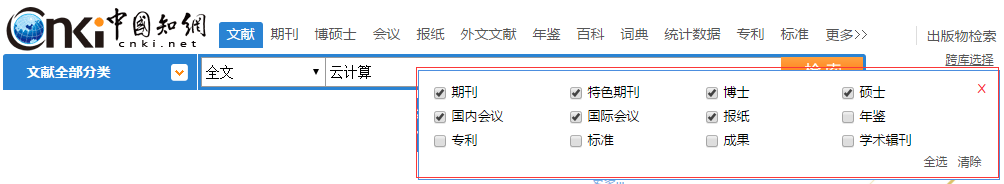 cnki 中國知網
cnki.net
文献 期刊 博硕士 会议 报纸 外文文献 年鉴 百科 词典 统计数据 专利 标准 更多>> 出版物检索
文献全部分类 全文 云计算 检 索 跨库选择
期刊 特色期刊 博士 硕士 X
国内会议 国际会议 报纸 年鉴
专利 标准 成果 学术辑刊
全选 清除